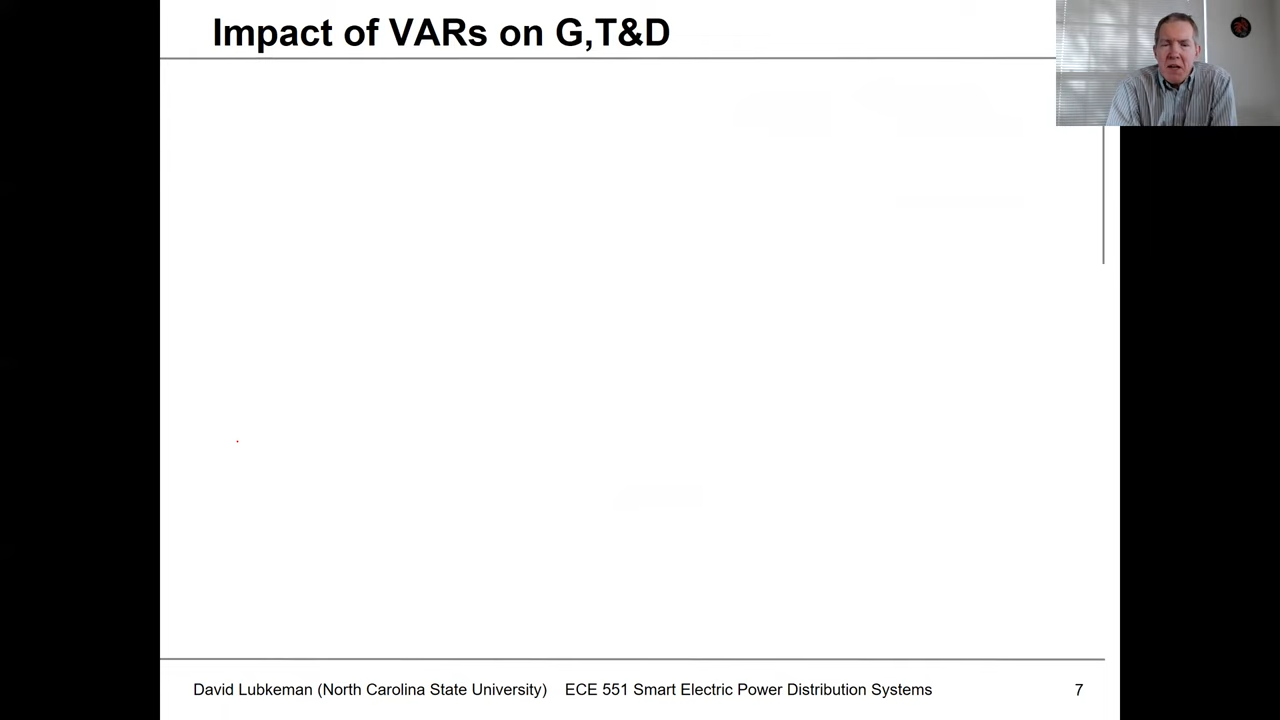 Impact of VARs on G,T&D
David Lubkeman (North Carolina State University) ECE 551 Smart Electric Power Distribution Systems 7